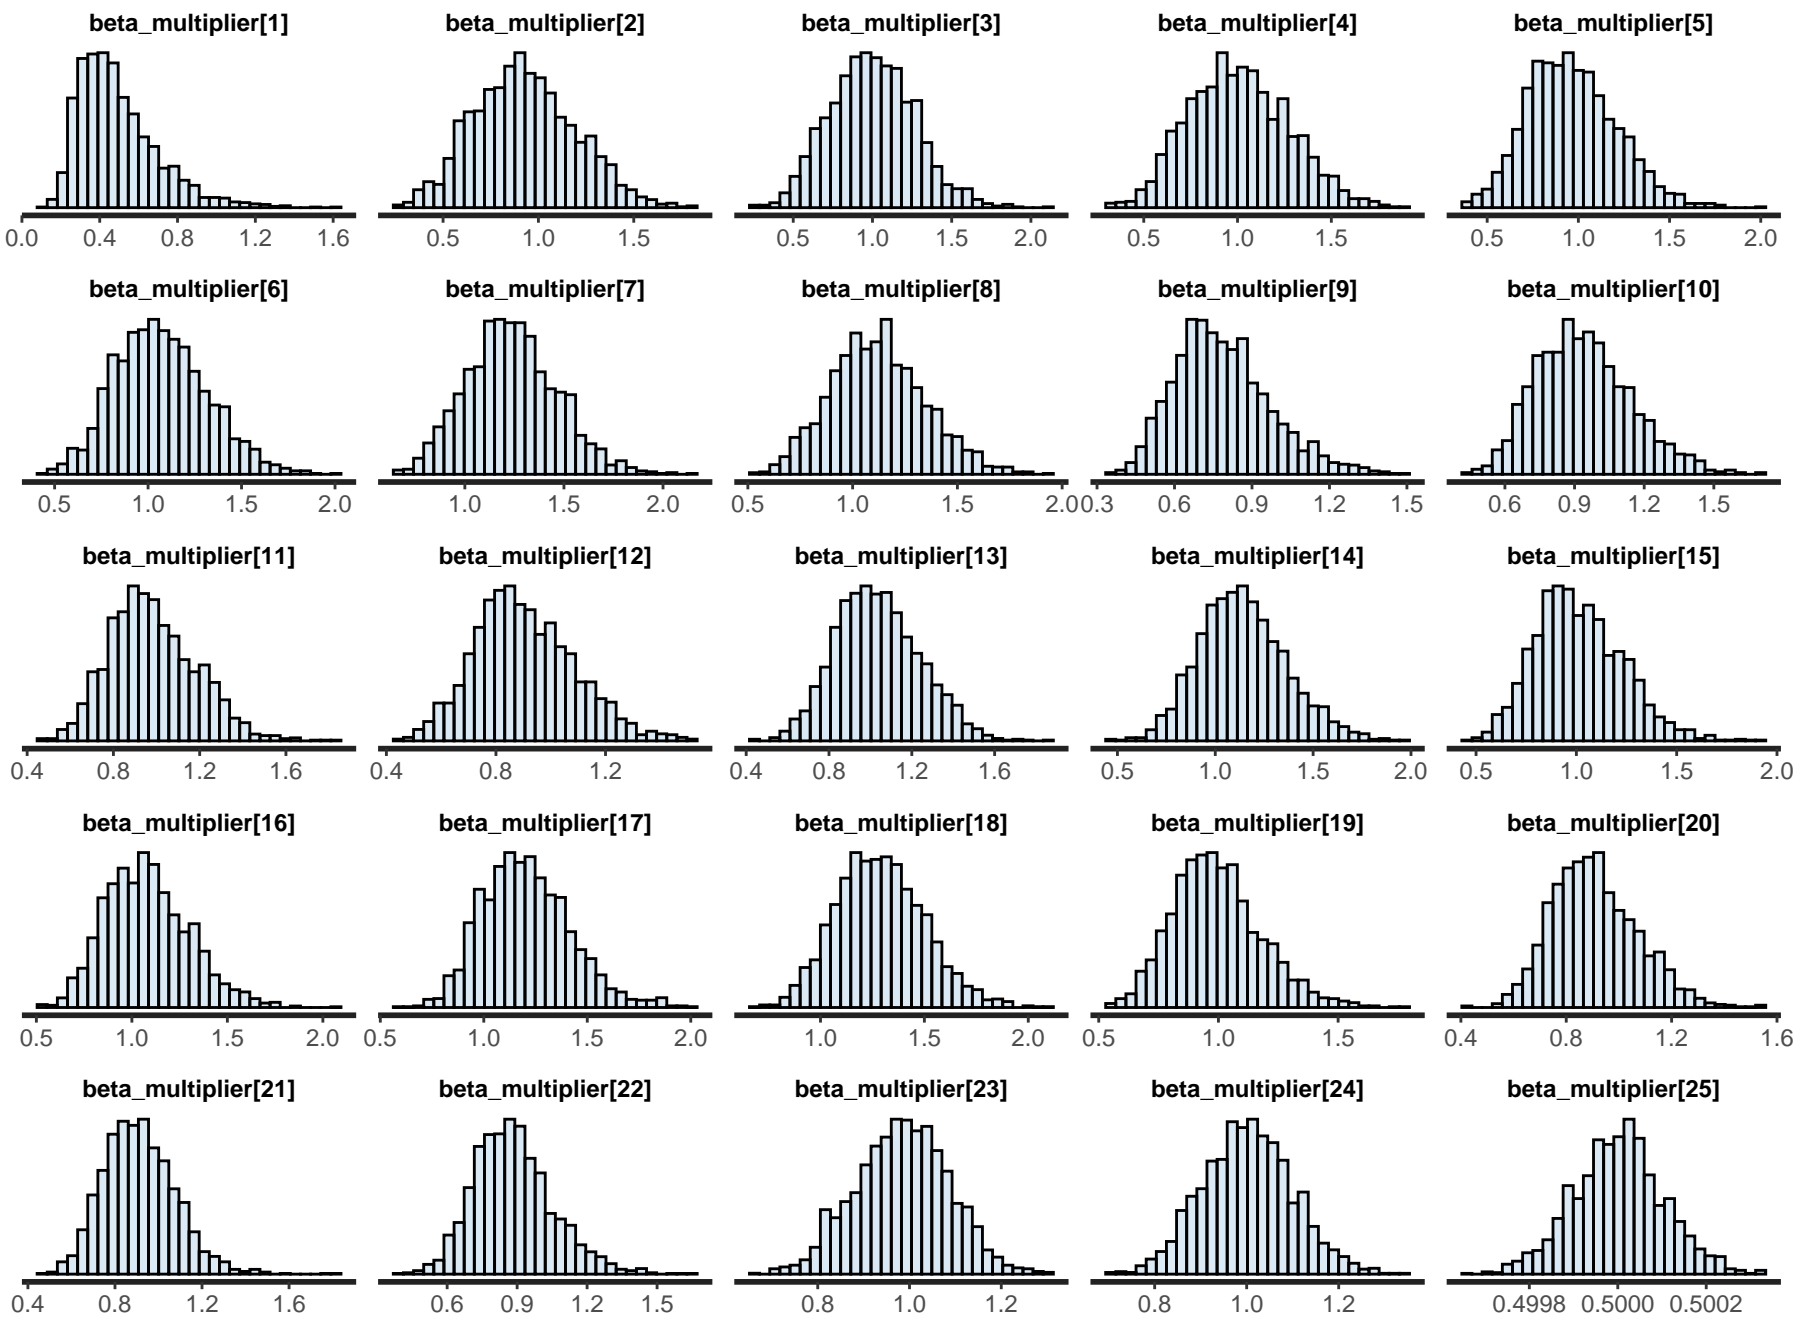 beta_multiplier[1] beta_multiplier[2] beta_multiplier[3] beta_multiplier[4] beta_multiplier[5]
0.0 0.4 0.8 1.2 1.6 0.5 1.0 1.5 0.5 1.0 1.5 2.0 0.5 1.0 1.5 0.5 1.0 1.5 2.0
beta_multiplier[6] beta_multiplier[7] beta_multiplier[8] beta_multiplier[9] beta_multiplier[10]
0.5 1.0 1.5 2.0 1.0 1.5 2.0 0.5 1.0 1.5 2.0 0.3 0.6 0.9 1.2 1.5 0.6 0.9 1.2 1.5
beta_multiplier[11] beta_multiplier[12] beta_multiplier[13] beta_multiplier[14] beta_multiplier[15]
0.4 0.8 1.2 1.6 0.4 0.8 1.2 0.4 0.8 1.2 1.6 0.5 1.0 1.5 2.0 0.5 1.0 1.5 2.0
beta_multiplier[16] beta_multiplier[17] beta_multiplier[18] beta_multiplier[19] beta_multiplier[20]
0.5 1.0 1.5 2.0 0.5 1.0 1.5 2.0 1.0 1.5 2.0 0.5 1.0 1.5 0.4 0.8 1.2 1.6
beta_multiplier[21] beta_multiplier[22] beta_multiplier[23] beta_multiplier[24] beta_multiplier[25]
0.4 0.8 1.2 1.6 0.6 0.9 1.2 1.5 0.8 1.0 1.2 0.8 1.0 1.2 0.4998 0.5000 0.5002